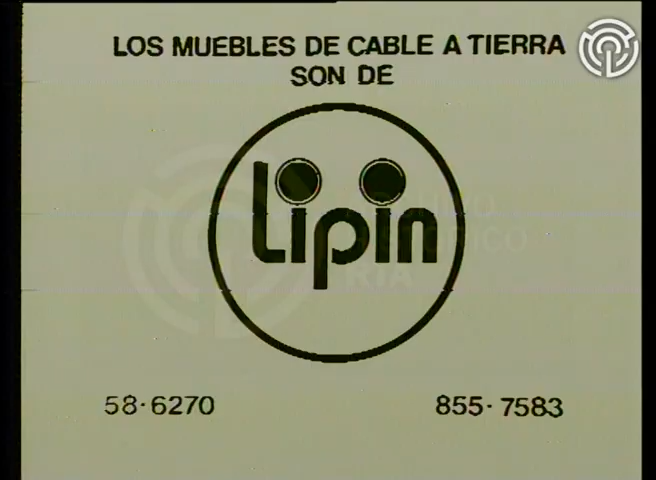 LOS MUEBLES DE CABLE A TIERRA
SON DE
Lipin
58-6270
855-7583